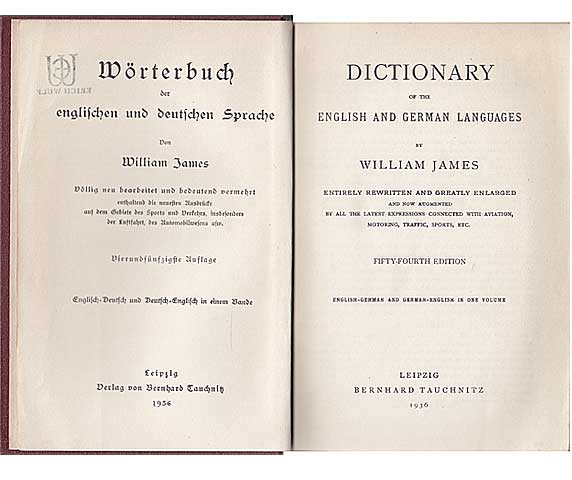 Wörterbuch
der
englischen und deutschen Sprache
Von
William James
Völlig neu bearbeitet und bedeutend vermehrt
enthaltend die neuesten Ausdrücke
auf dem Gebiete des Sports und Verkehrs, insbesondere
der Luftfahrt, des Automobilwesens usw.
Vierundfünfzigste Auflage
Englisch-Deutsch und Deutsch-Englisch in einem Bande
Leipzig
Verlag von Bernhard Tauchnitz
1936
ERICH WULF
DICTIONARY
OF THE
ENGLISH AND GERMAN LANGUAGES
BY
WILLIAM JAMES
ENTIRELY REWRITTEN AND GREATLY ENLARGED
AND NOW AUGMENTED
BY ALL THE LATEST EXPRESSIONS CONNECTED WITH AVIATION,
MOTORING, TRAFFIC, SPORTS, ETC.
FIFTY-FOURTH EDITION
ENGLISH-GERMAN AND GERMAN-ENGLISH IN ONE VOLUME
LEIPZIG
BERNHARD TAUCHNITZ
1936